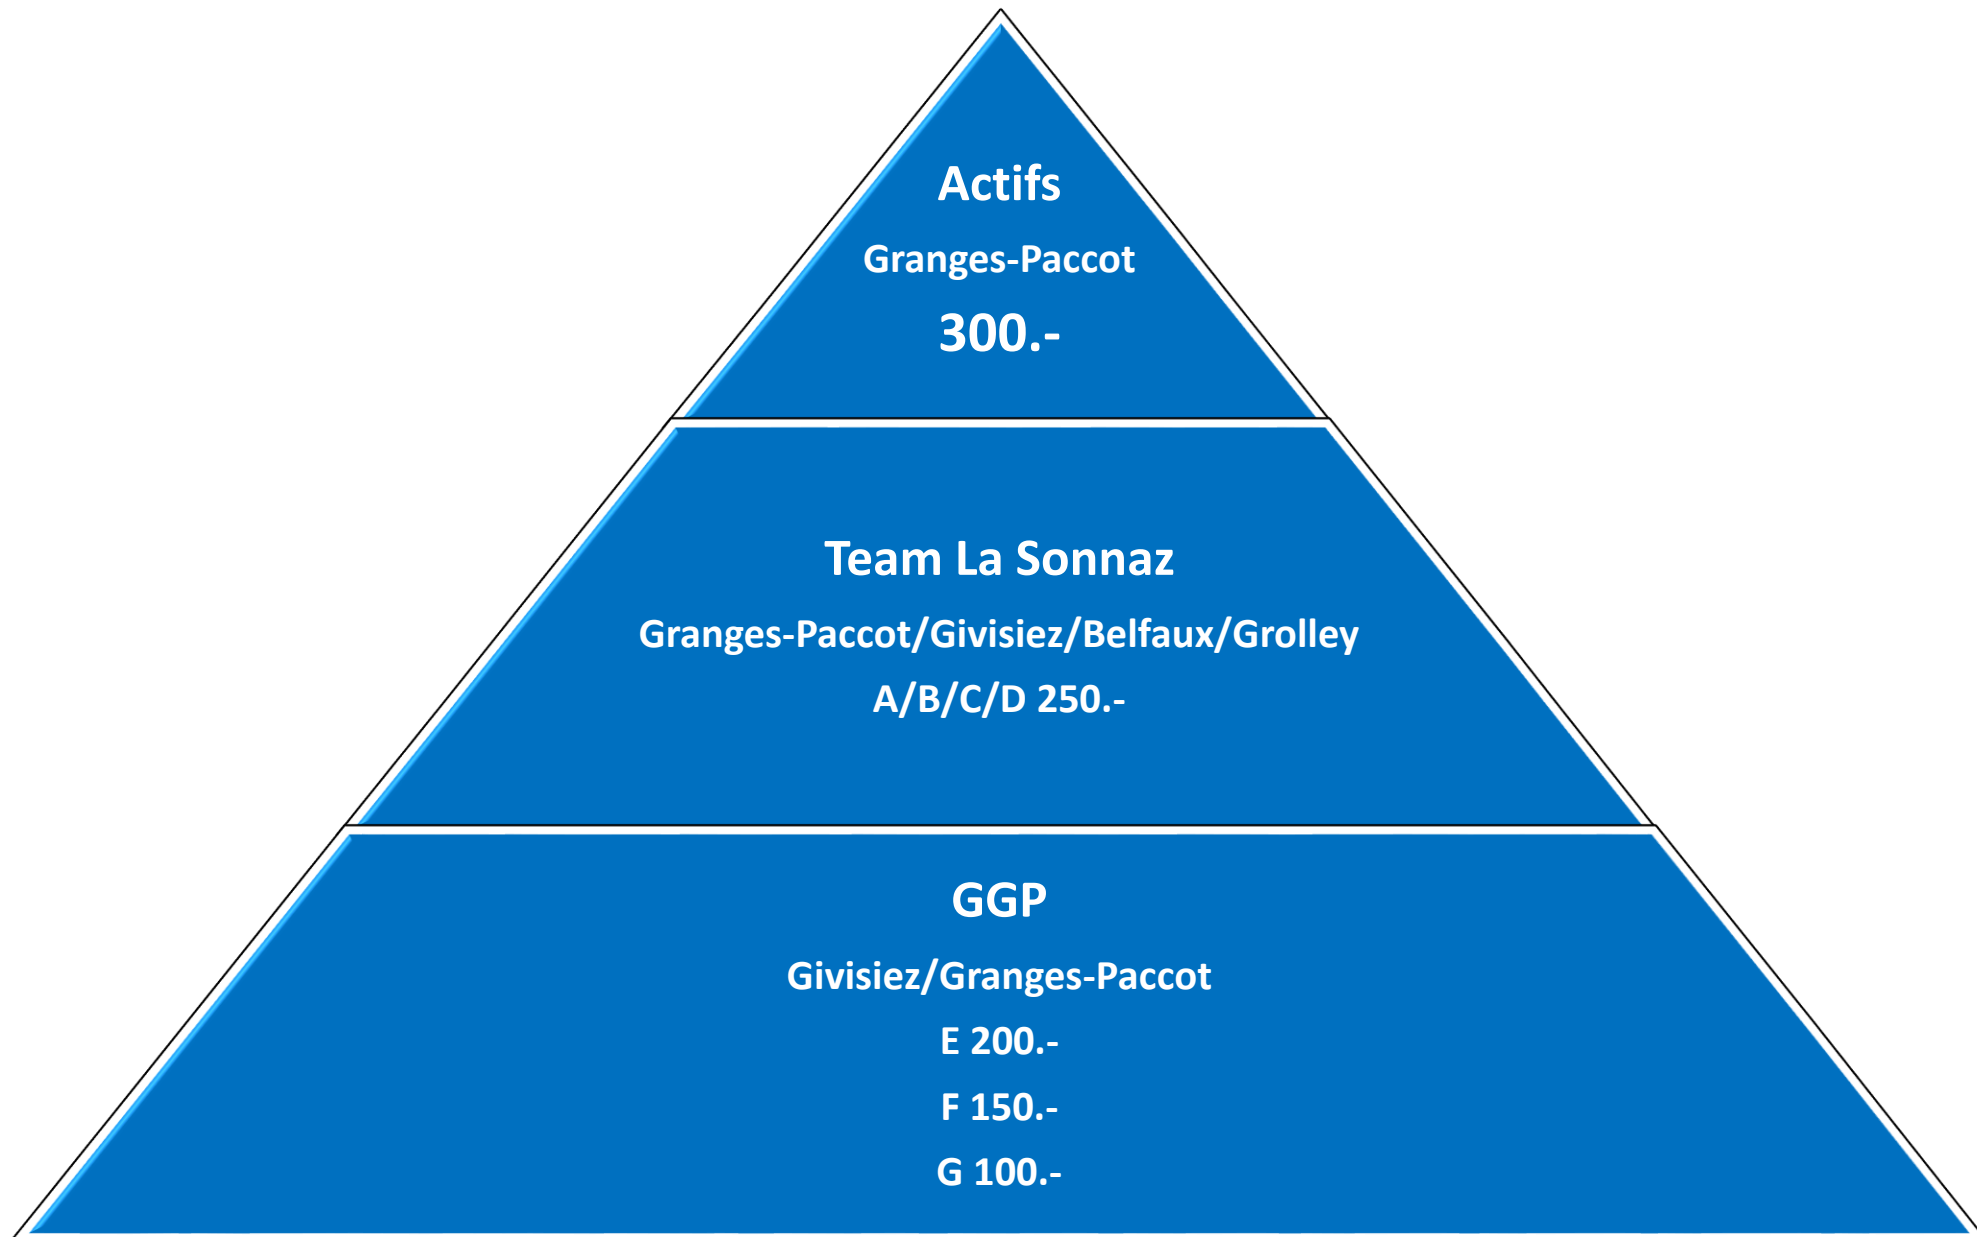 Actifs
Granges-Paccot
300.-
Team La Sonnaz
Granges-Paccot/Givisiez/Belfaux/Grolley
A/B/C/D 250.-
GGP
Givisiez/Granges-Paccot
E 200.-
F 150.-
G 100.-